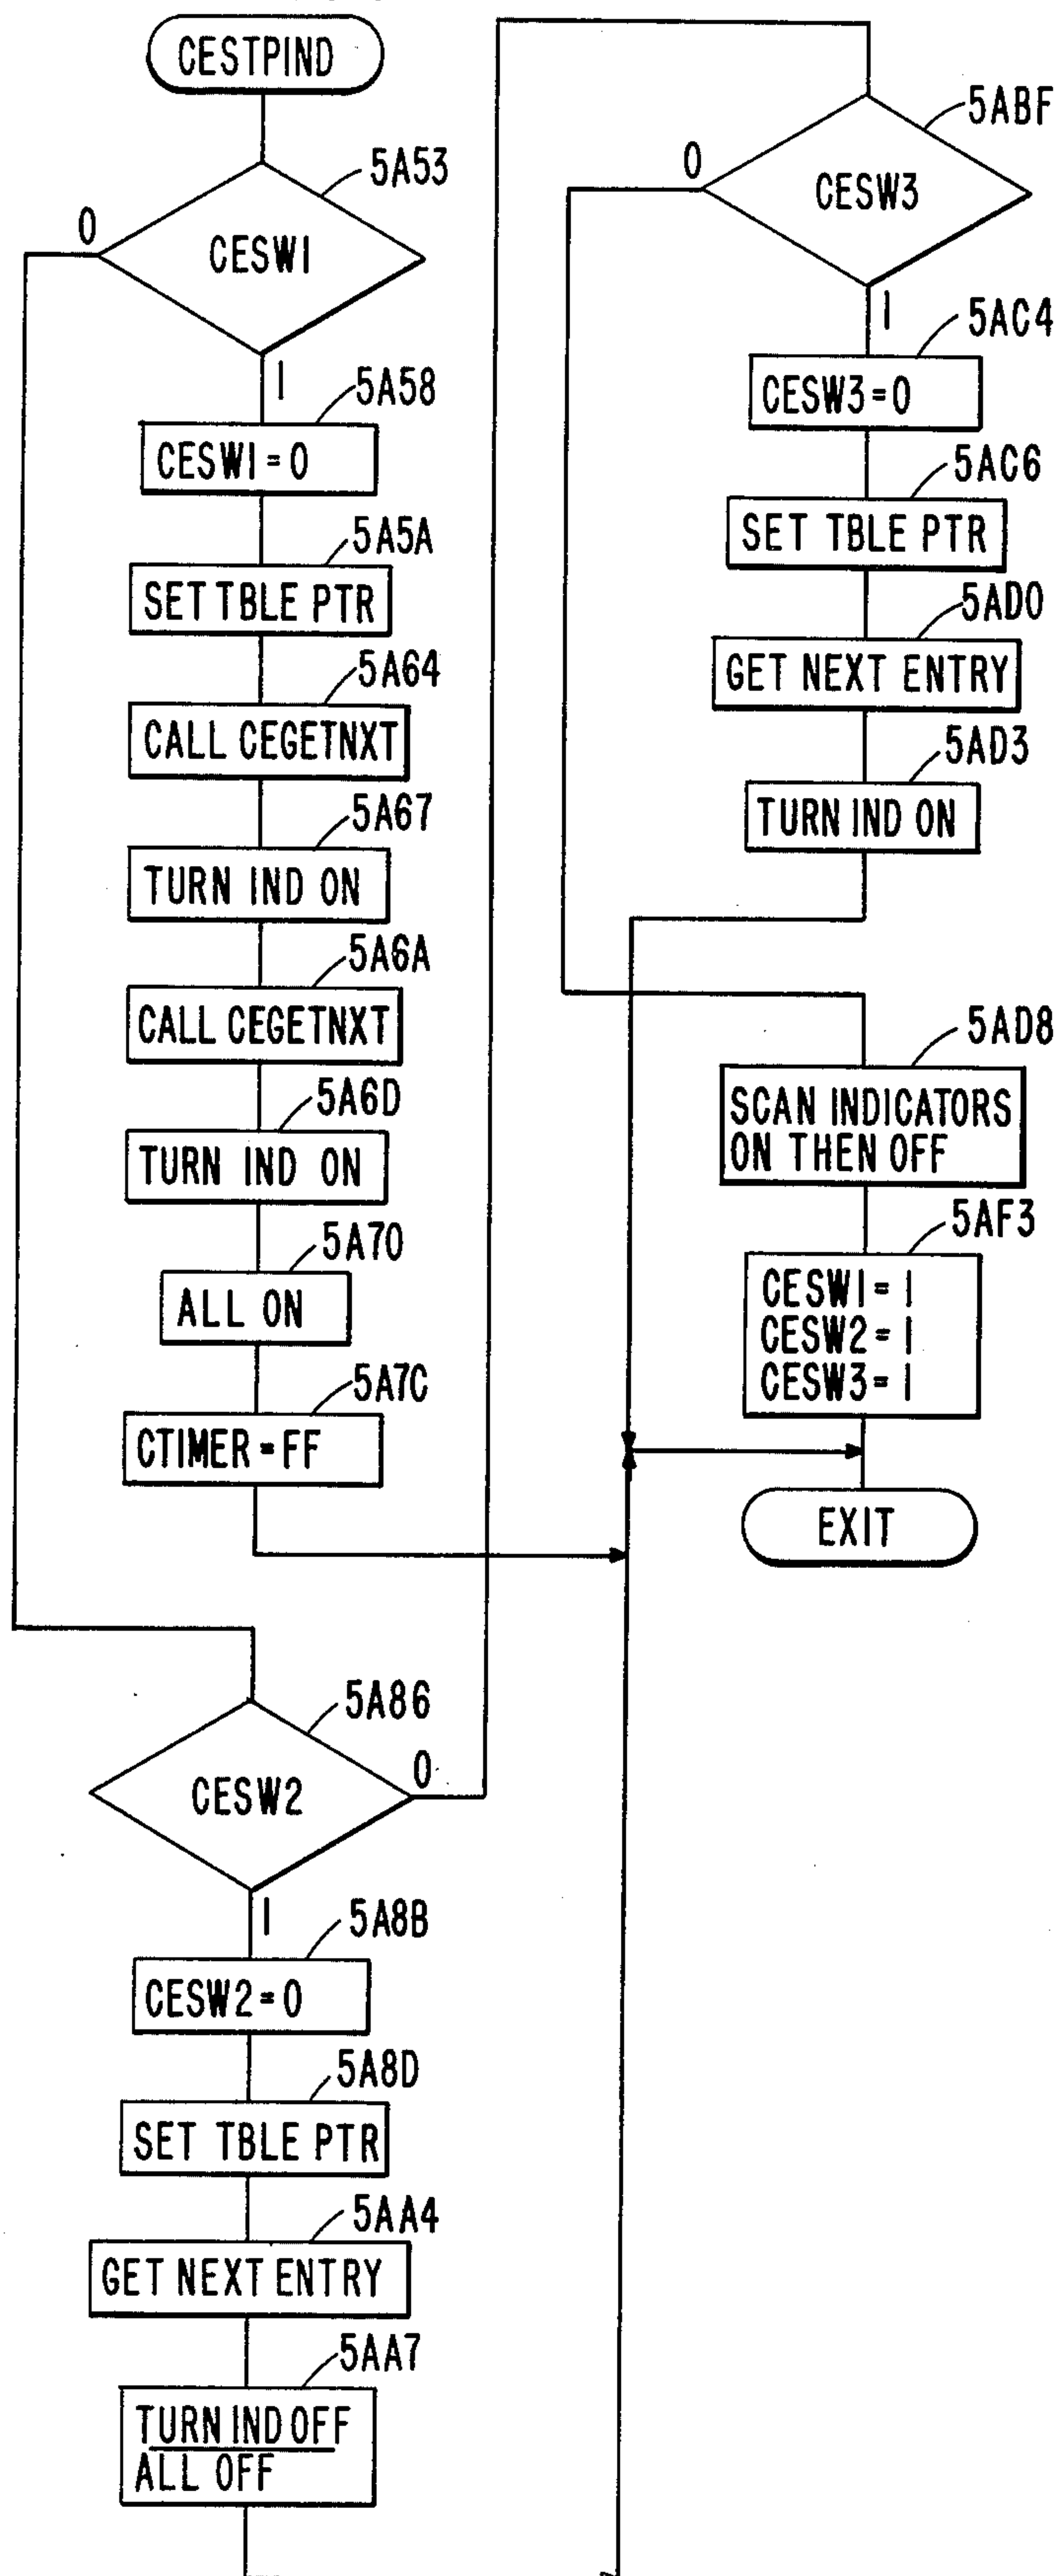 CESTPIND
5A53
0
CESW1
1
5A58
CESW1=0
5A5A
SET TBLE PTR
5A64
CALL CEGETNXT
5A67
TURN IND ON
5A6A
CALL CEGETNXT
5A6D
TURN IND ON
5A70
ALL ON
5A7C
CTIMER=FF
5A86
0
CESW2
1
5A8B
CESW2=0
5A8D
SET TBLE PTR
5AA4
GET NEXT ENTRY
5AA7
TURN IND OFF
ALL OFF
5ABF
0
CESW3
1
5AC4
CESW3=0
5AC6
SET TBLE PTR
5AD0
GET NEXT ENTRY
5AD3
TURN IND ON
5AD8
SCAN INDICATORS
ON THEN OFF
5AF3
CESW1=1
CESW2=1
CESW3=1
EXIT